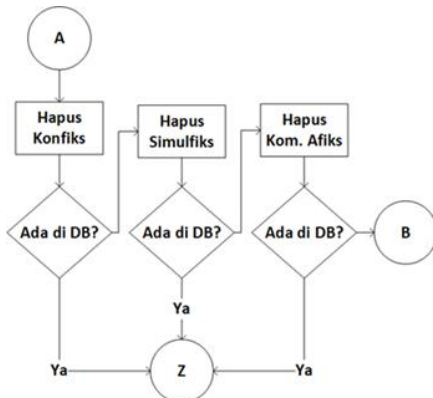 A
Hapus
Konfiks
Hapus
Simulfiks
Hapus
Kom. Afiks
Ada di DB?
Ada di DB?
Ada di DB?
B
Ya
Ya
Z
Ya